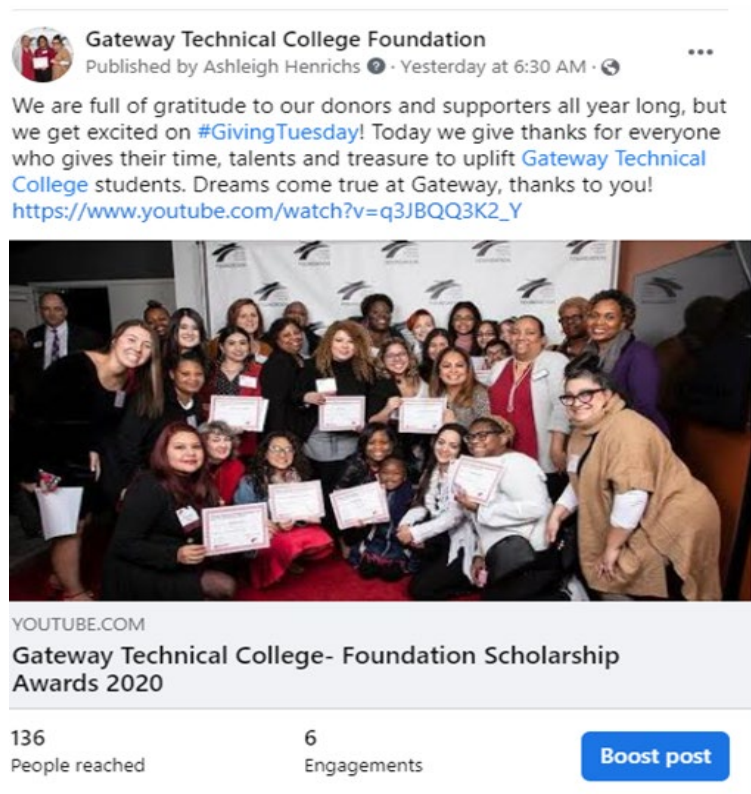 Gateway Technical College Foundation
Published by Ashleigh Henrichs · Yesterday at 6:30 AM ·
We are full of gratitude to our donors and supporters all year long, but
we get excited on #GivingTuesday! Today we give thanks for everyone
who gives their time, talents and treasure to uplift Gateway Technical
College students. Dreams come true at Gateway, thanks to you!
https://www.youtube.com/watch?v=q3JBQQ3K2_Y
YOUTUBE.COM
Gateway Technical College- Foundation Scholarship
Awards 2020
136
People reached
6
Engagements
Boost post